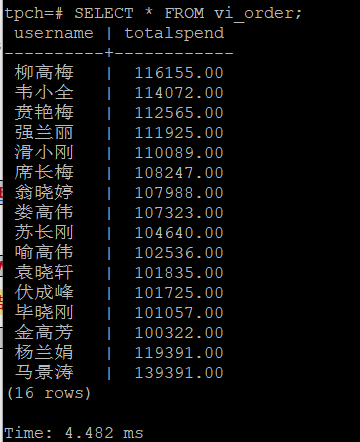 tpch=# SELECT * FROM vi_order;
username | totalspend
----------+------------
柳高梅 | 116155.00
韦小全 | 114072.00
贲艳梅 | 112565.00
强兰丽 | 111925.00
滑小刚 | 110089.00
席长梅 | 108247.00
翁晓婷 | 107988.00
娄高伟 | 107323.00
苏长刚 | 104640.00
喻高伟 | 102536.00
袁晓轩 | 101835.00
伏成峰 | 101725.00
毕晓刚 | 101057.00
金高芳 | 100322.00
杨兰娟 | 119391.00
马景涛 | 139391.00
(16 rows)
Time: 4.482 ms